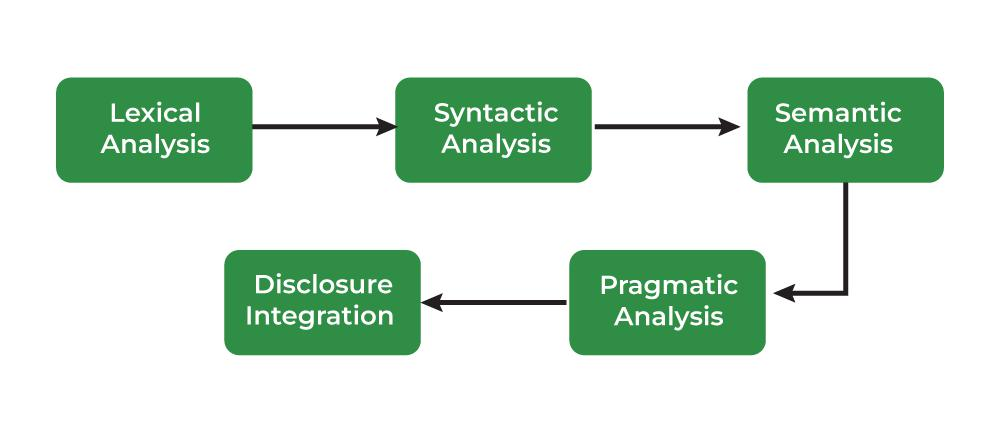 Lexical
Analysis
Syntactic
Analysis
Semantic
Analysis
Disclosure
Integration
Pragmatic
Analysis